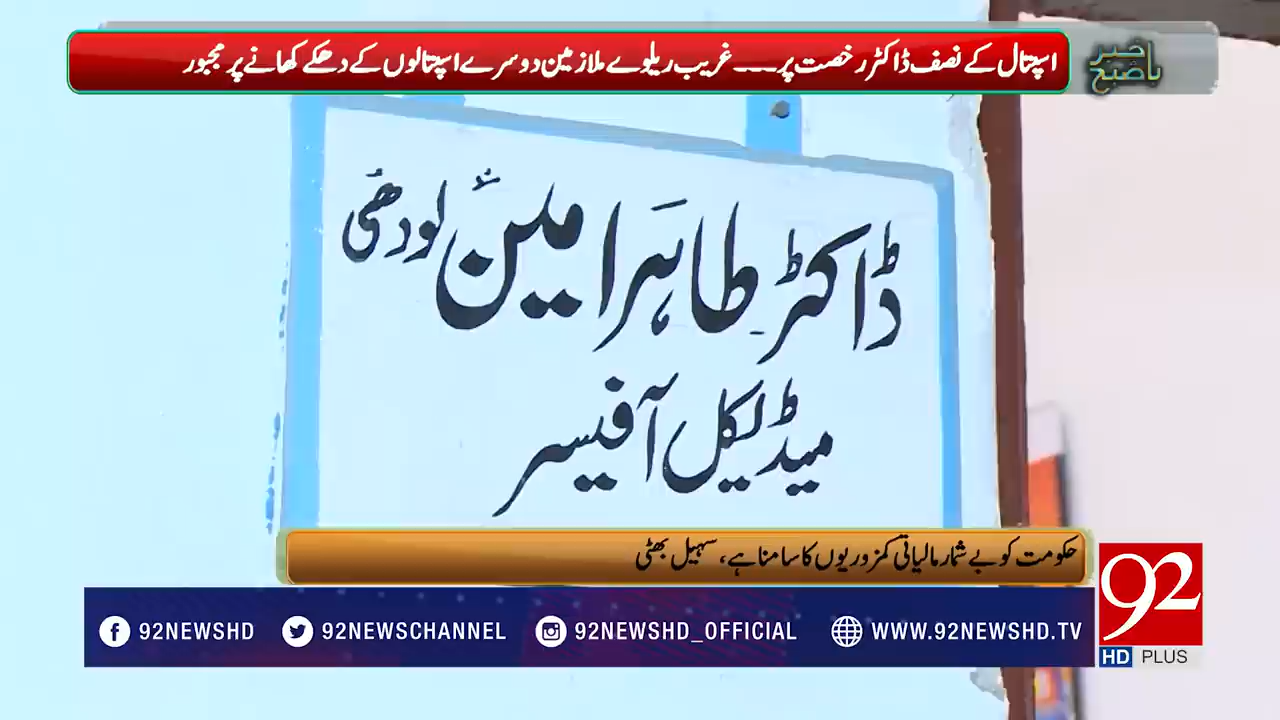 اسپتال کے نصف ڈاکٹر رخصت پر۔۔۔ غریب ریلوے ملازمین دوسرے اسپتالوں کے دھکے کھانے پر مجبور
باخبر صبح
ڈاکٹر طاہر امین لودھی
میڈیکل آفیسر
حکومت کو بے شمار مالیاتی کمزوریوں کا سامنا ہے، سہیل بھٹی
92NEWSHD 92NEWSCHANNEL 92NEWSHD_OFFICIAL WWW.92NEWSHD.TV
92
HD PLUS